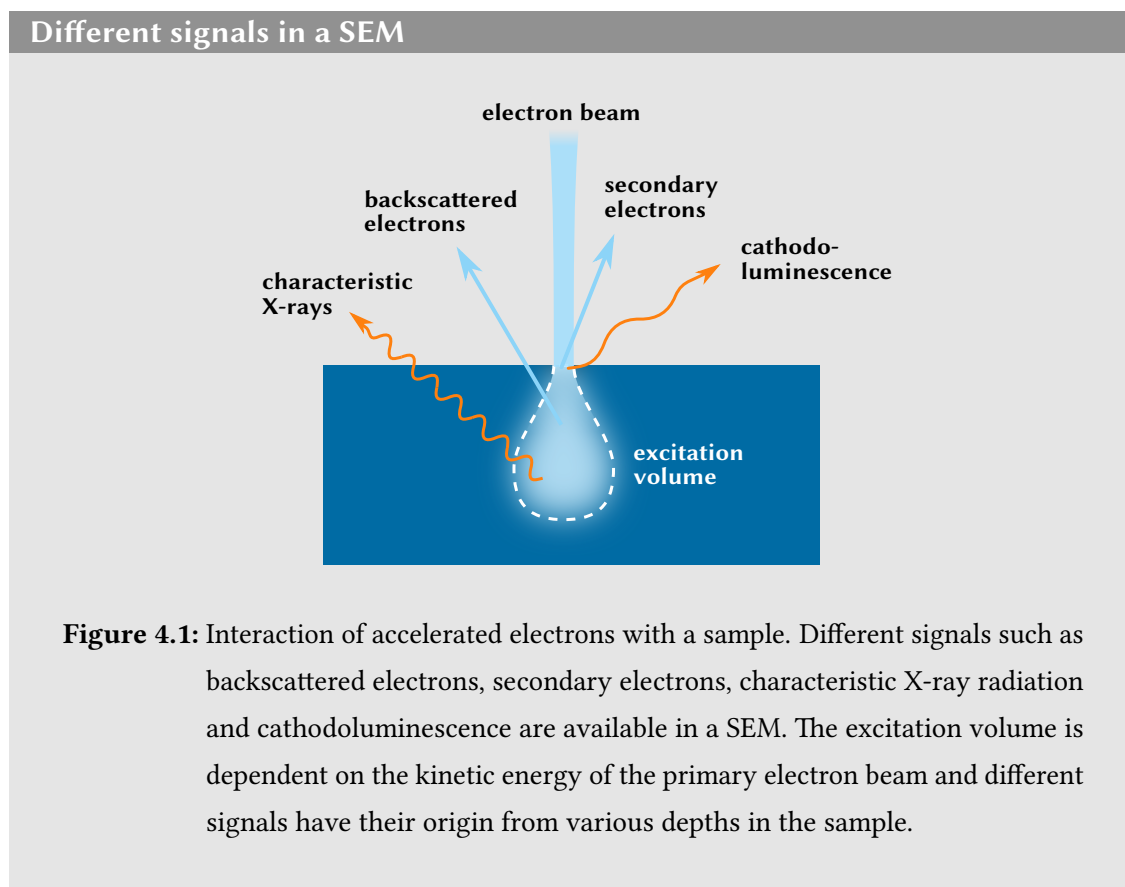 Different signals in a SEM
electron beam
backscattered
electrons
secondary
electrons
cathodo-
luminescence
characteristic
X-rays
excitation
volume
Figure 4.1: Interaction of accelerated electrons with a sample. Different signals such as
backscattered electrons, secondary electrons, characteristic X-ray radiation
and cathodoluminescence are available in a SEM. The excitation volume is
dependent on the kinetic energy of the primary electron beam and different
signals have their origin from various depths in the sample.